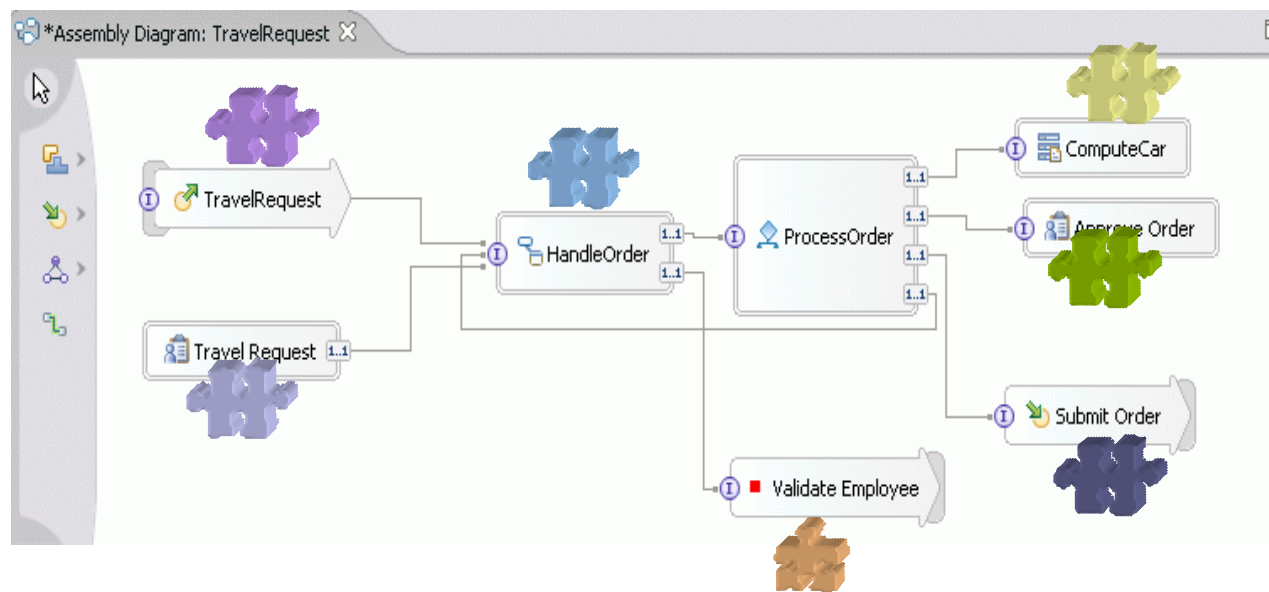 *Assembly Diagram: TravelRequest
I TravelRequest
I HandleOrder 1..1 1..1
I ProcessOrder 1..1 1..1 1..1 1..1
I ComputeCar
I Approve Order
Travel Request 1..1
I Submit Order
I Validate Employee